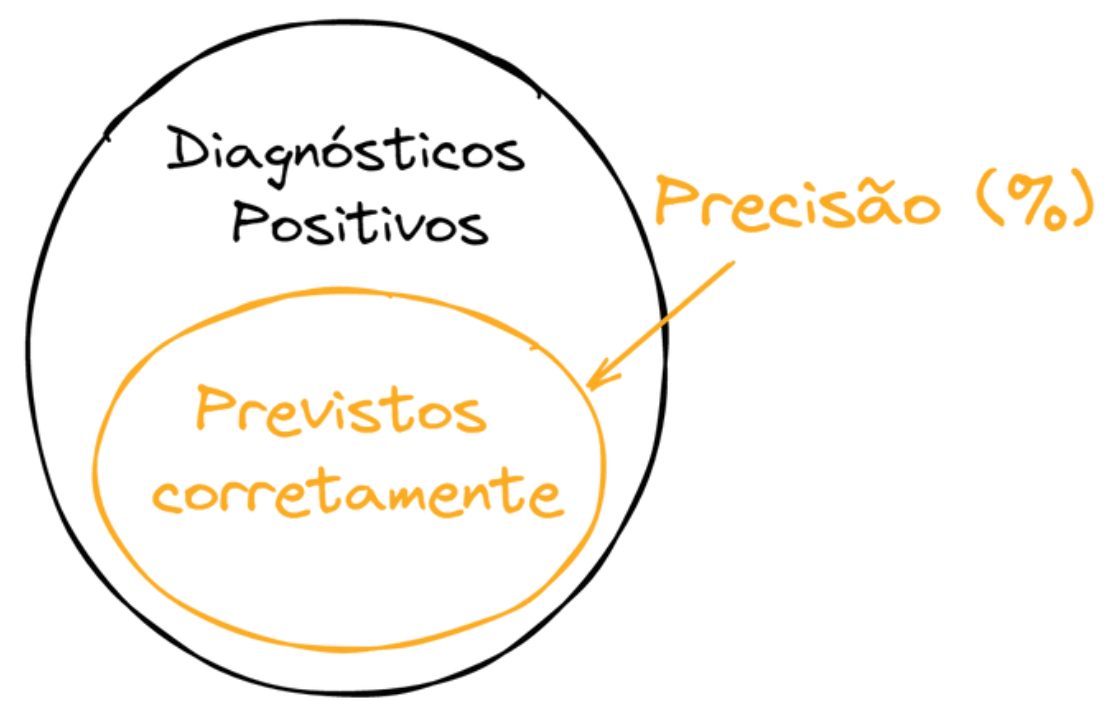 Diagnósticos
Positivos
Precisão (%)
Previstos
corretamente